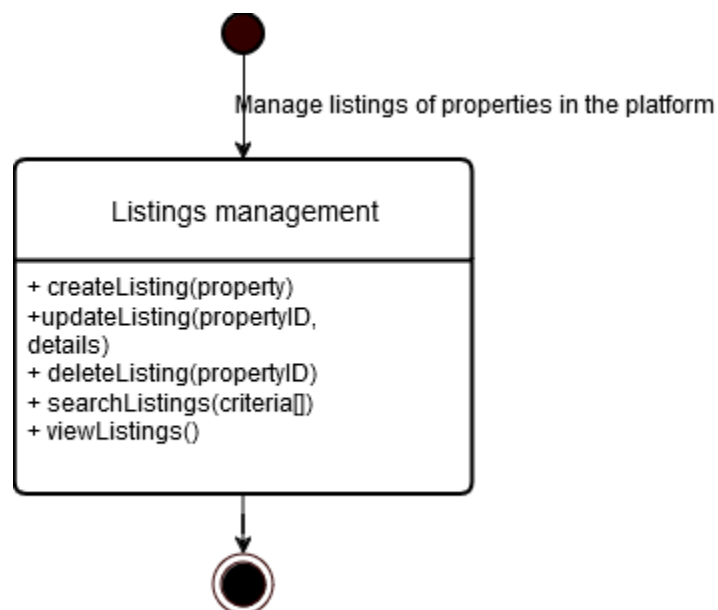 Manage listings of properties in the platform
Listings management
+ createListing(property)
+updateListing(propertyID,
details)
+ deleteListing(propertyID)
+ searchListings(criteria[])
+ viewListings()